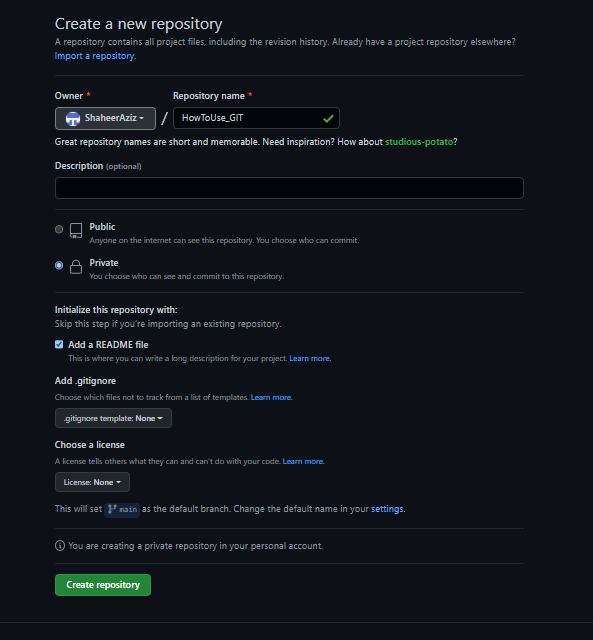 Create a new repository
A repository contains all project files, including the revision history. Already have a project repository elsewhere?
Import a repository.
Owner * Repository name *
ShaheerAziz / HowToUse_GIT
Great repository names are short and memorable. Need inspiration? How about studious-potato?
Description (optional)
Public
Anyone on the internet can see this repository. You choose who can commit.
Private
You choose who can see and commit to this repository.
Initialize this repository with:
Skip this step if you're importing an existing repository.
Add a README file
This is where you can write a long description for your project. Learn more.
Add .gitignore
Choose which files not to track from a list of templates. Learn more.
.gitignore template: None
Choose a license
A license tells others what they can and can't do with your code. Learn more.
License: None
This will set main as the default branch. Change the default name in your settings.
You are creating a private repository in your personal account.
Create repository